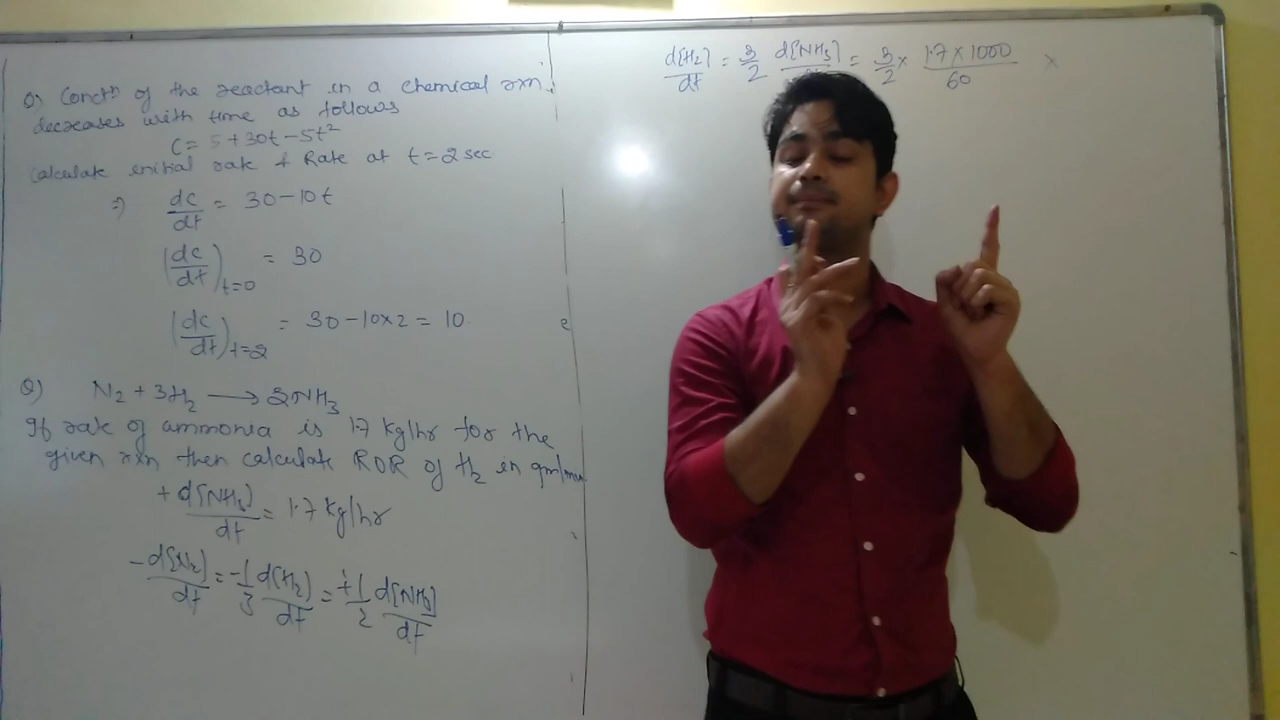 Q) Conctn of the reactant in a chemical rxn
decreases with time as follows
C = 5 + 30t - 5t²
Calculate initial rate & Rate at t = 2 sec
⇒ dc/dt = 30 - 10t
(dc/dt)t=0 = 30
(dc/dt)t=2 = 30 - 10×2 = 10
Q) N2 + 3H2 → 2NH3
If rate of ammonia is 1.7 kg/hr for the
given rxn then calculate ROR of H2 in gm/min
+ d[NH3]/dt = 1.7 kg/hr
- d[N2]/dt = - 1/3 d[H2]/dt = + 1/2 d[NH3]/dt
d[H2]/dt = 3/2 d[NH3]/dt = 3/2 × 1.7 × 1000/60 ×